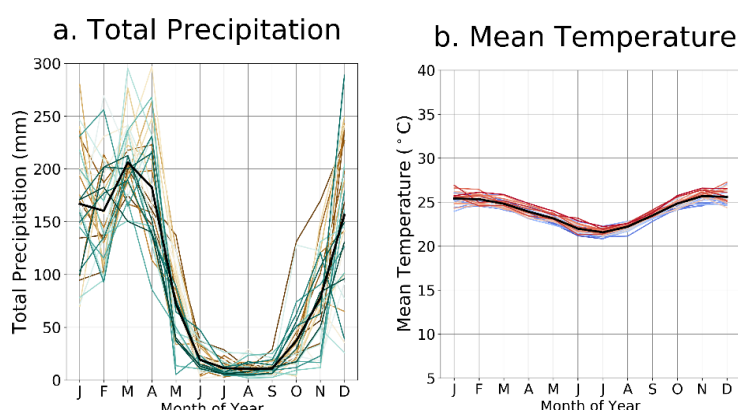 a. Total Precipitation
300
250
200
150
100
50
0
Total Precipitation (mm)
J F M A M J J A S O N D
Month of Year
b. Mean Temperature
40
35
30
25
20
15
10
5
Mean Temperature (°C)
J F M A M J J A S O N D
Month of Year